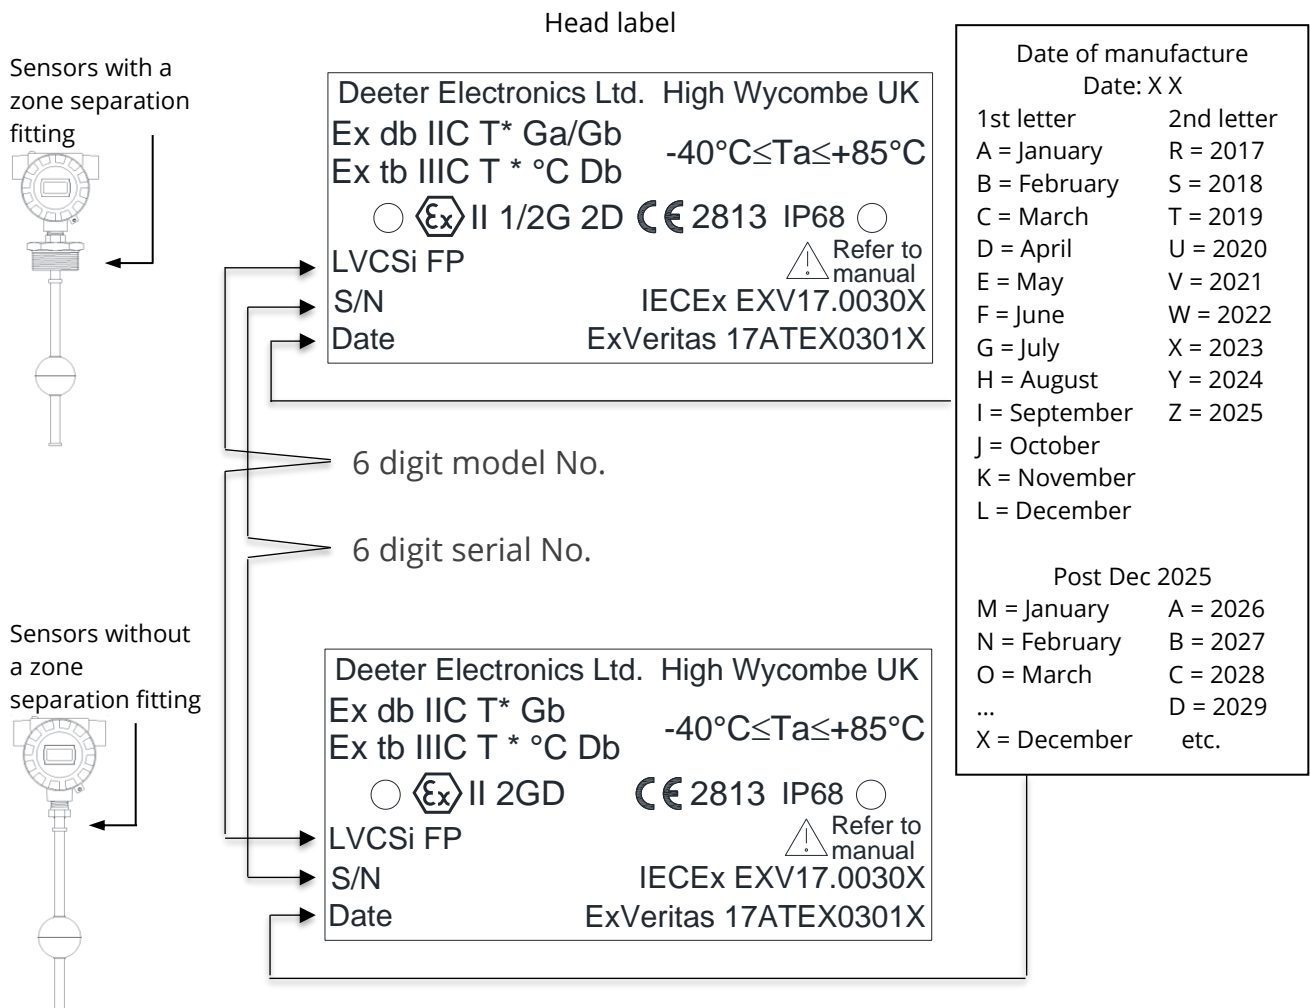 Head label
Sensors with a
zone separation
fitting
Deeter Electronics Ltd. High Wycombe UK
Ex db IIC T* Ga/Gb
Ex tb IIIC T * °C Db
-40°C≤Ta≤+85°C
Ex II 1/2G 2D CE 2813 IP68
LVCSi FP
Refer to
manual
S/N IECEx EXV17.0030X
Date ExVeritas 17ATEX0301X
6 digit model No.
6 digit serial No.
Sensors without
a zone
separation fitting
Deeter Electronics Ltd. High Wycombe UK
Ex db IIC T* Gb
Ex tb IIIC T * °C Db
-40°C≤Ta≤+85°C
Ex II 2GD CE 2813 IP68
LVCSi FP
Refer to
manual
S/N IECEx EXV17.0030X
Date ExVeritas 17ATEX0301X
Date of manufacture
Date: X X
1st letter 2nd letter
A = January R = 2017
B = February S = 2018
C = March T = 2019
D = April U = 2020
E = May V = 2021
F = June W = 2022
G = July X = 2023
H = August Y = 2024
I = September Z = 2025
J = October
K = November
L = December
Post Dec 2025
M = January A = 2026
N = February B = 2027
O = March C = 2028
... D = 2029
X = December etc.